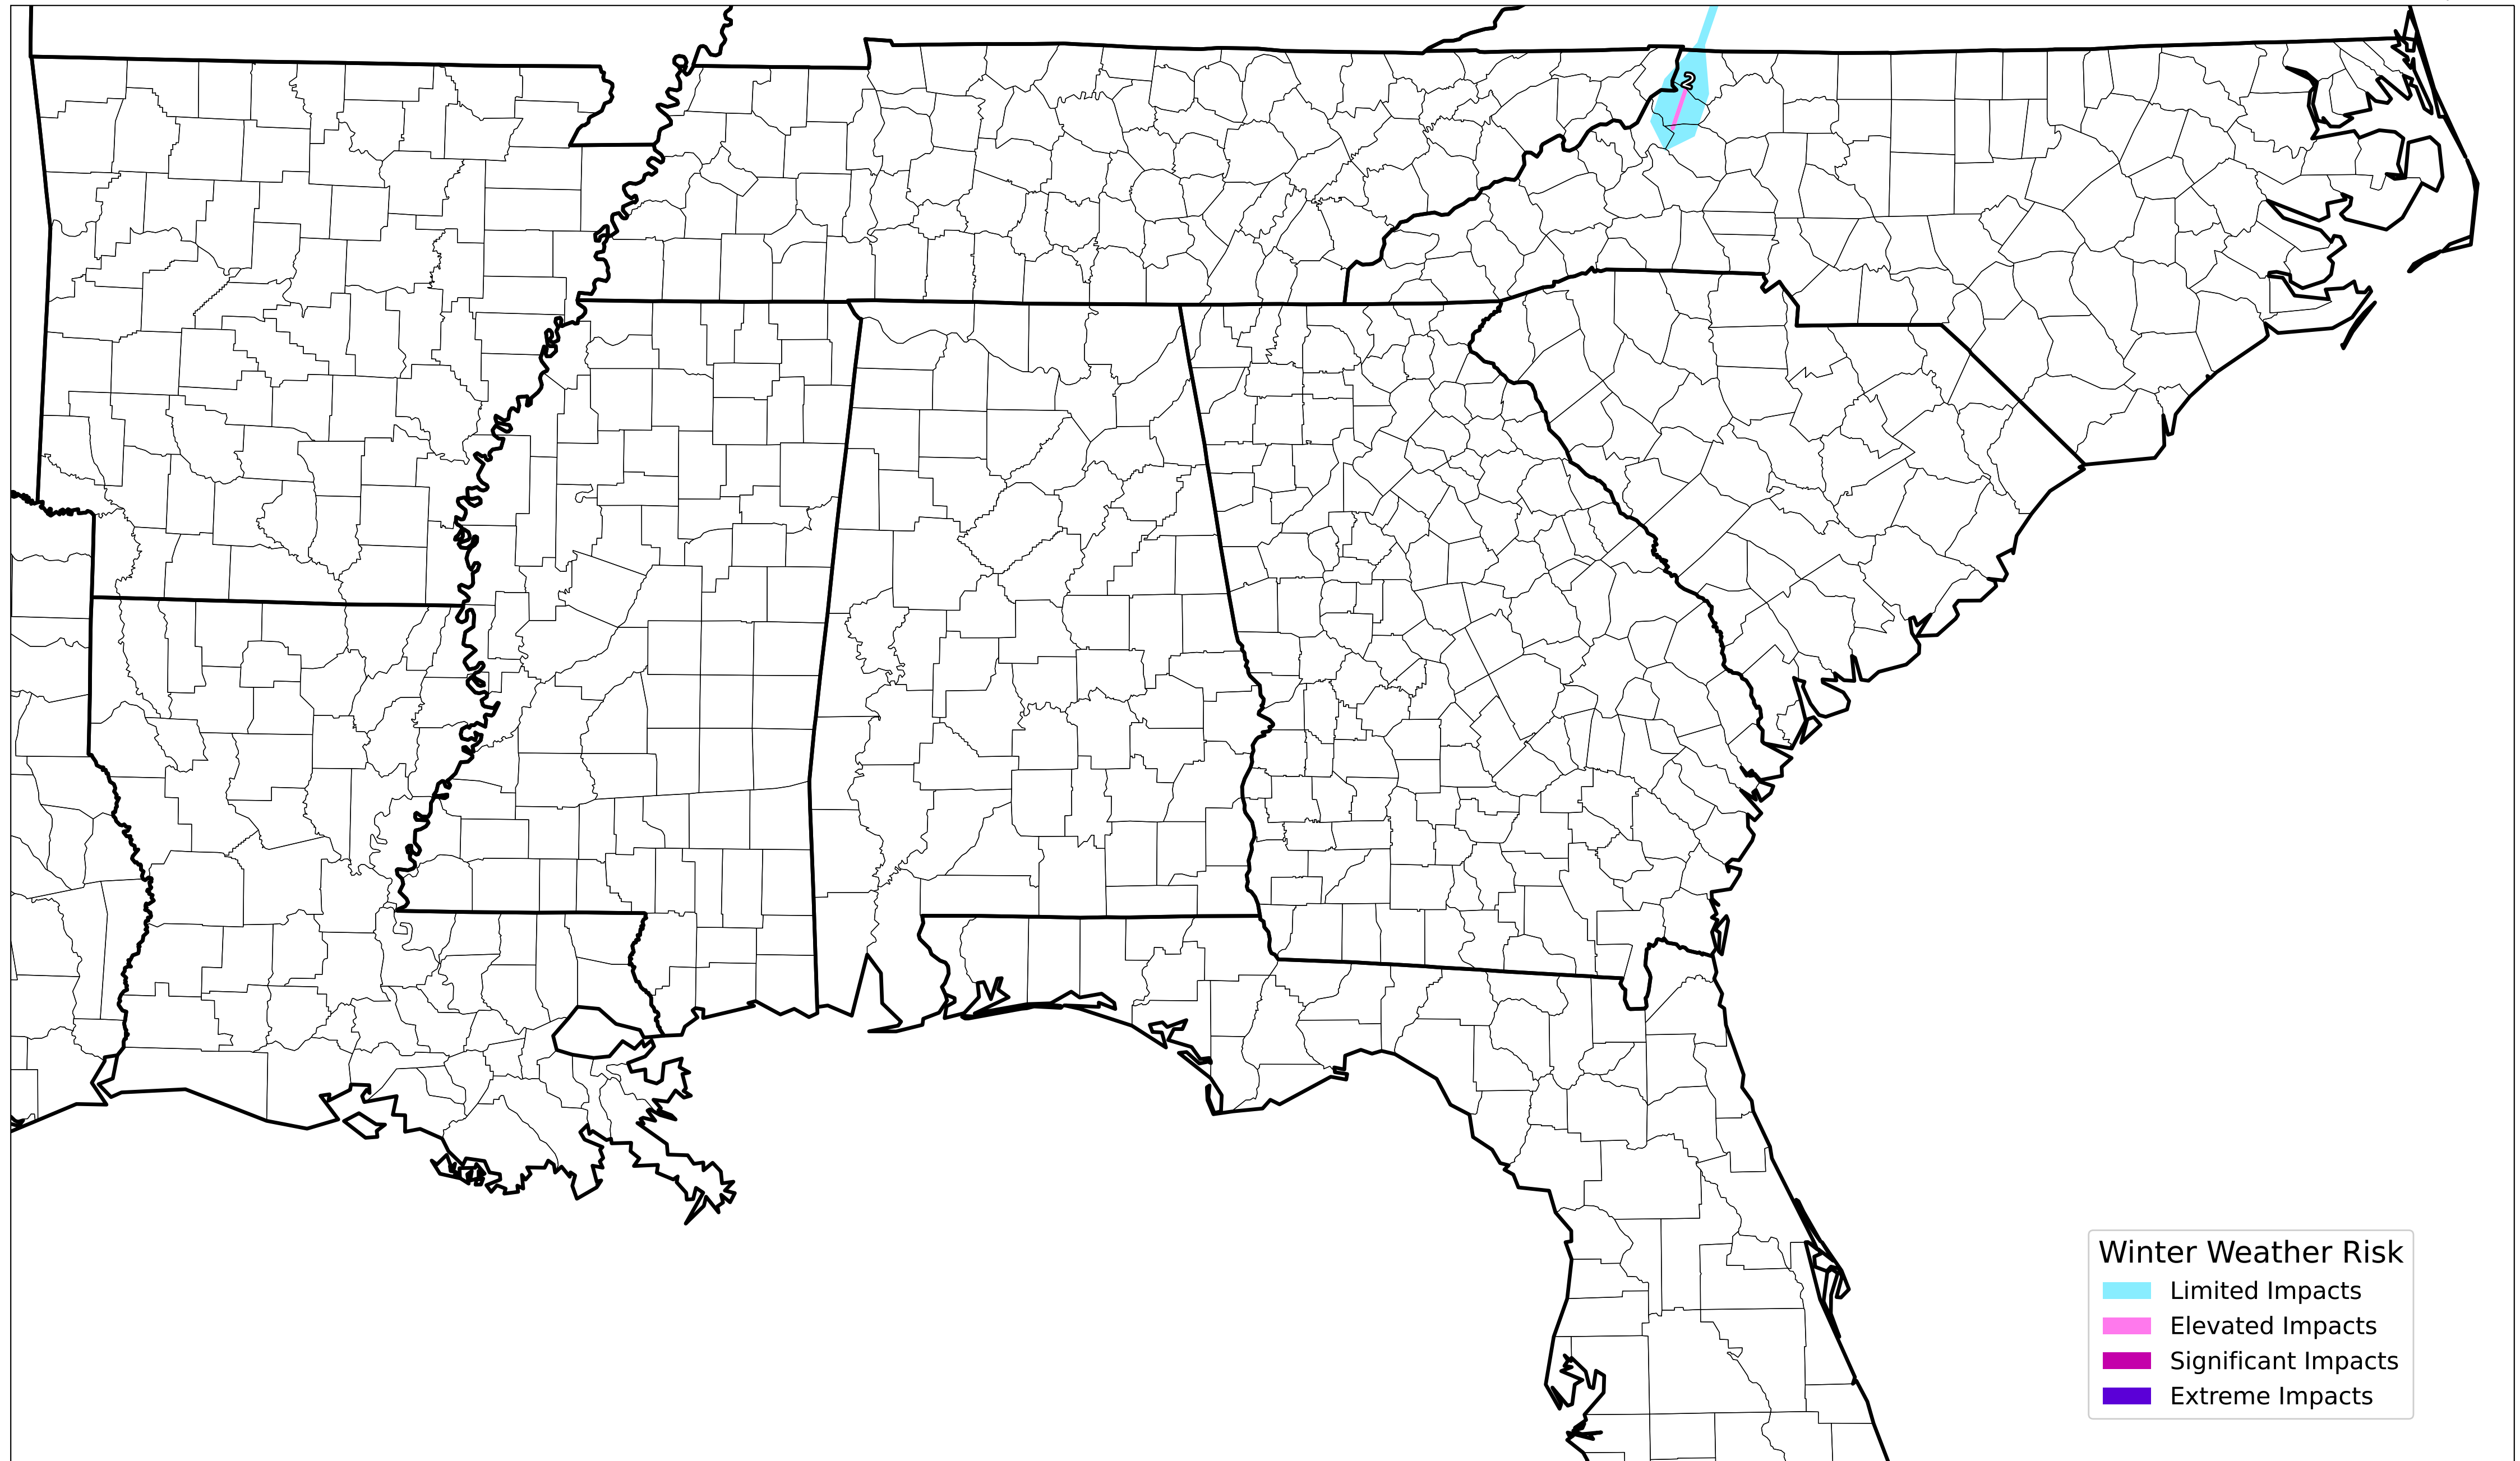 2
Winter Weather Risk
Limited Impacts
Elevated Impacts
Significant Impacts
Extreme Impacts